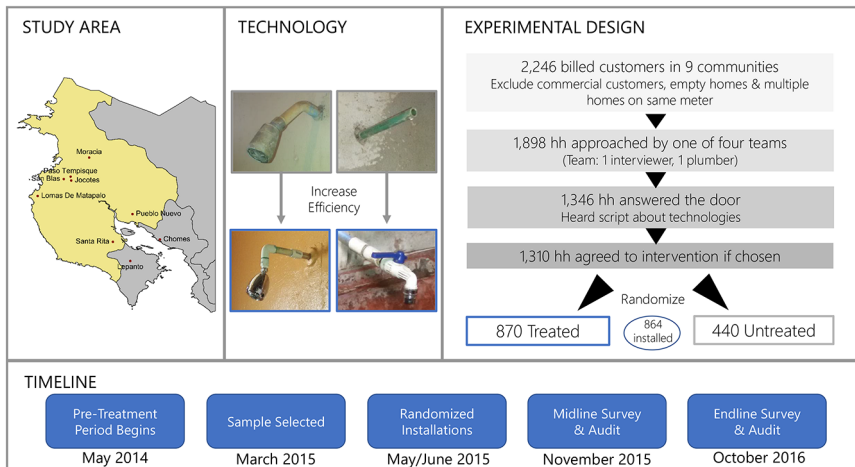 STUDY AREA
Moracia
Paso Tempisque
San Blas
Jocotes
Lomas De Matapalo
Pueblo Nuevo
Santa Rita
Chomes
Lepanto
TECHNOLOGY
Increase
Efficiency
EXPERIMENTAL DESIGN
2,246 billed customers in 9 communities
Exclude commercial customers, empty homes & multiple
homes on same meter
1,898 hh approached by one of four teams
(Team: 1 interviewer, 1 plumber)
1,346 hh answered the door
Heard script about technologies
1,310 hh agreed to intervention if chosen
Randomize
870 Treated
864
installed
440 Untreated
TIMELINE
Pre-Treatment
Period Begins
May 2014
Sample Selected
March 2015
Randomized
Installations
May/June 2015
Midline Survey
& Audit
November 2015
Endline Survey
& Audit
October 2016